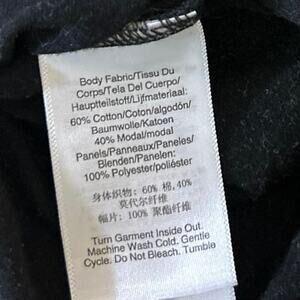 Body Fabric/Tissu Du
Corps/Tela Del Cuerpo/
Hauptteilstoff/Lijfmateriaal:
60% Cotton/Coton/algodón/
Baumwolle/Katoen
40% Modal/modal
Panels/Panneaux/Paneles/
Blenden/Panelen:
100% Polyester/poliéster
身体织物: 60% 棉,40%
莫代尔纤维
幅片: 100% 聚酯纤维
Turn Garment Inside Out.
Machine Wash Cold. Gentle
Cycle. Do Not Bleach. Tumble